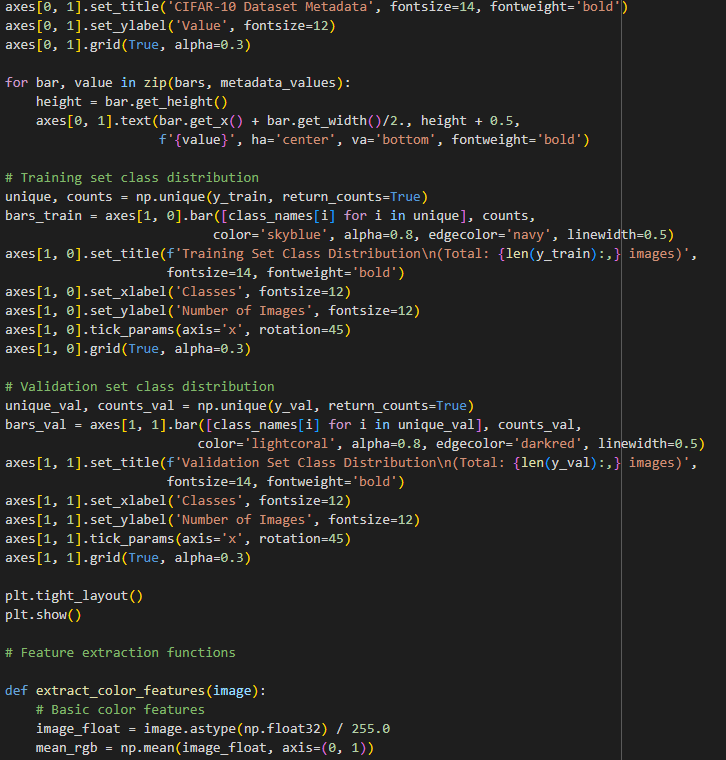 axes[0, 1].set_title('CIFAR-10 Dataset Metadata', fontsize=14, fontweight='bold')
axes[0, 1].set_ylabel('Value', fontsize=12)
axes[0, 1].grid(True, alpha=0.3)

for bar, value in zip(bars, metadata_values):
    height = bar.get_height()
    axes[0, 1].text(bar.get_x() + bar.get_width()/2., height + 0.5,
                    f'{value}', ha='center', va='bottom', fontweight='bold')

# Training set class distribution
unique, counts = np.unique(y_train, return_counts=True)
bars_train = axes[1, 0].bar([class_names[i] for i in unique], counts,
                           color='skyblue', alpha=0.8, edgecolor='navy', linewidth=0.5)
axes[1, 0].set_title(f'Training Set Class Distribution\n(Total: {len(y_train):,} images)',
                     fontsize=14, fontweight='bold')
axes[1, 0].set_xlabel('Classes', fontsize=12)
axes[1, 0].set_ylabel('Number of Images', fontsize=12)
axes[1, 0].tick_params(axis='x', rotation=45)
axes[1, 0].grid(True, alpha=0.3)

# Validation set class distribution
unique_val, counts_val = np.unique(y_val, return_counts=True)
bars_val = axes[1, 1].bar([class_names[i] for i in unique_val], counts_val,
                         color='lightcoral', alpha=0.8, edgecolor='darkred', linewidth=0.5)
axes[1, 1].set_title(f'Validation Set Class Distribution\n(Total: {len(y_val):,} images)',
                     fontsize=14, fontweight='bold')
axes[1, 1].set_xlabel('Classes', fontsize=12)
axes[1, 1].set_ylabel('Number of Images', fontsize=12)
axes[1, 1].tick_params(axis='x', rotation=45)
axes[1, 1].grid(True, alpha=0.3)

plt.tight_layout()
plt.show()

# Feature extraction functions

def extract_color_features(image):
    # Basic color features
    image_float = image.astype(np.float32) / 255.0
    mean_rgb = np.mean(image_float, axis=(0, 1))